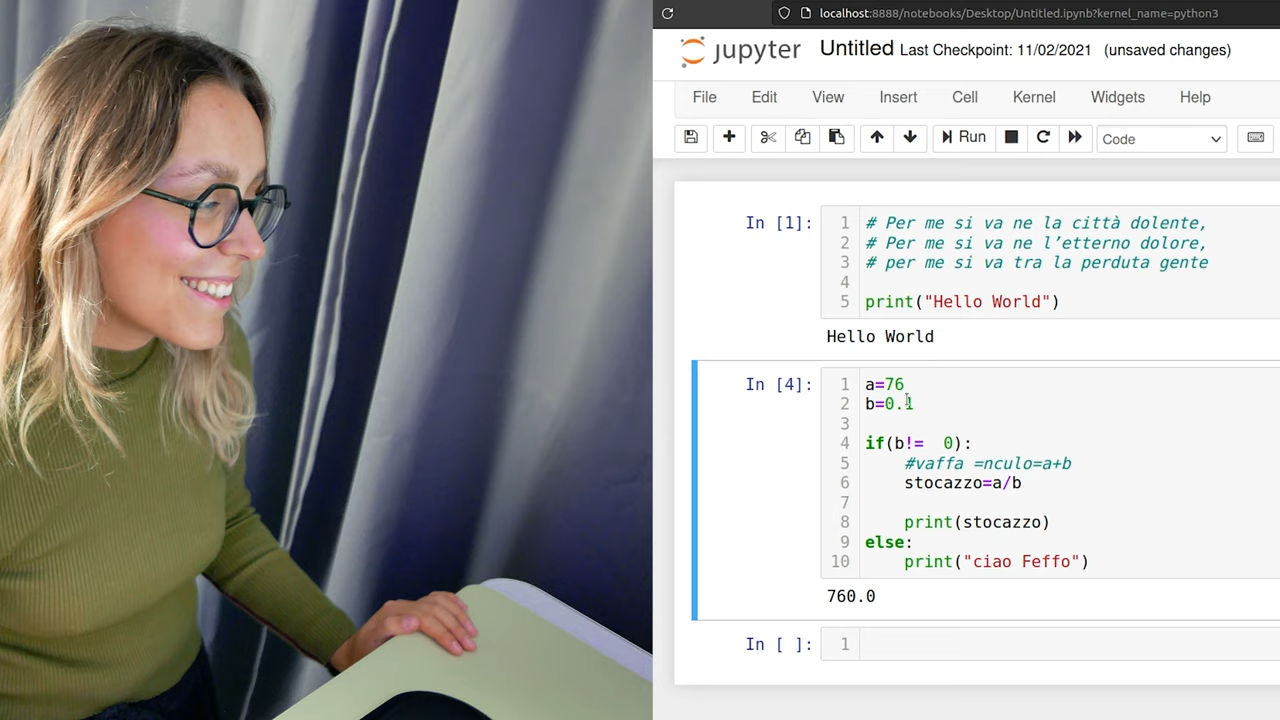 localhost:8888/notebooks/Desktop/Untitled.ipynb?kernel_name=python3
jupyter Untitled Last Checkpoint: 11/02/2021 (unsaved changes)
File Edit View Insert Cell Kernel Widgets Help
Run Code
In [1]:
1 # Per me si va ne la città dolente,
2 # Per me si va ne l’etterno dolore,
3 # per me si va tra la perduta gente
4
5 print("Hello World")
Hello World
In [4]:
1 a=76
2 b=0.1
3
4 if(b!=  0):
5     #vaffa =nculo=a+b
6     stocazzo=a/b
7
8     print(stocazzo)
9 else:
10     print("ciao Feffo")
760.0
In [ ]: 1